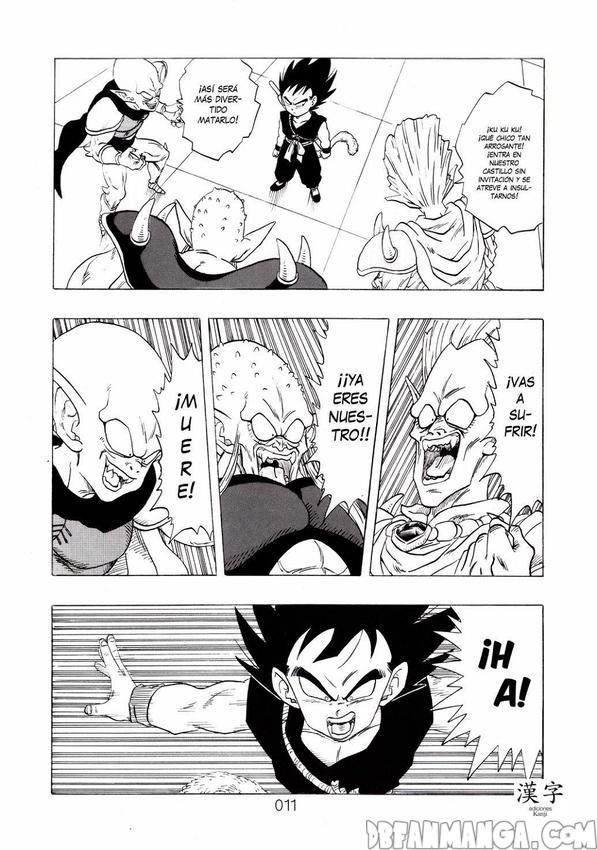 ¡KU KU KU!
¡QUÉ CHICO TAN
ARROGANTE!
¡ENTRA EN
NUESTRO
CASTILLO SIN
INVITACIÓN Y SE
ATREVE A INSUL-
TARNOS!
¡ASÍ SERÁ
MÁS DIVER-
TIDO
MATARLO!
¡VAS
A
SU-
FRIR!
¡¡YA
ERES
NUES-
TRO!!
¡MUERE!
¡H
A!
011
漢字
ediciones
Kanji
DBFANMANGA.COM